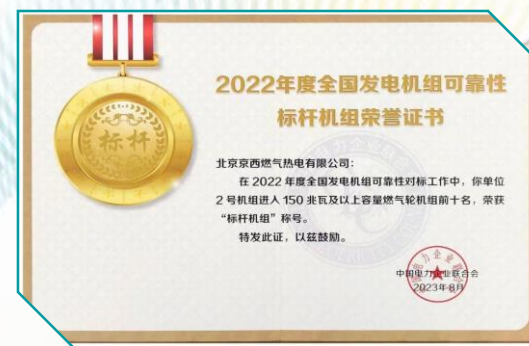 标杆
2022年度全国发电机组可靠性
标杆机组荣誉证书
北京京西燃气热电有限公司：
在 2022 年度全国发电机组可靠性对标工作中，你单位
2 号机组进入 150 兆瓦及以上容量燃气轮机组前十名，荣获
“标杆机组”称号。
特发此证，以兹鼓励。
中国电力企业联合会
2023年8月